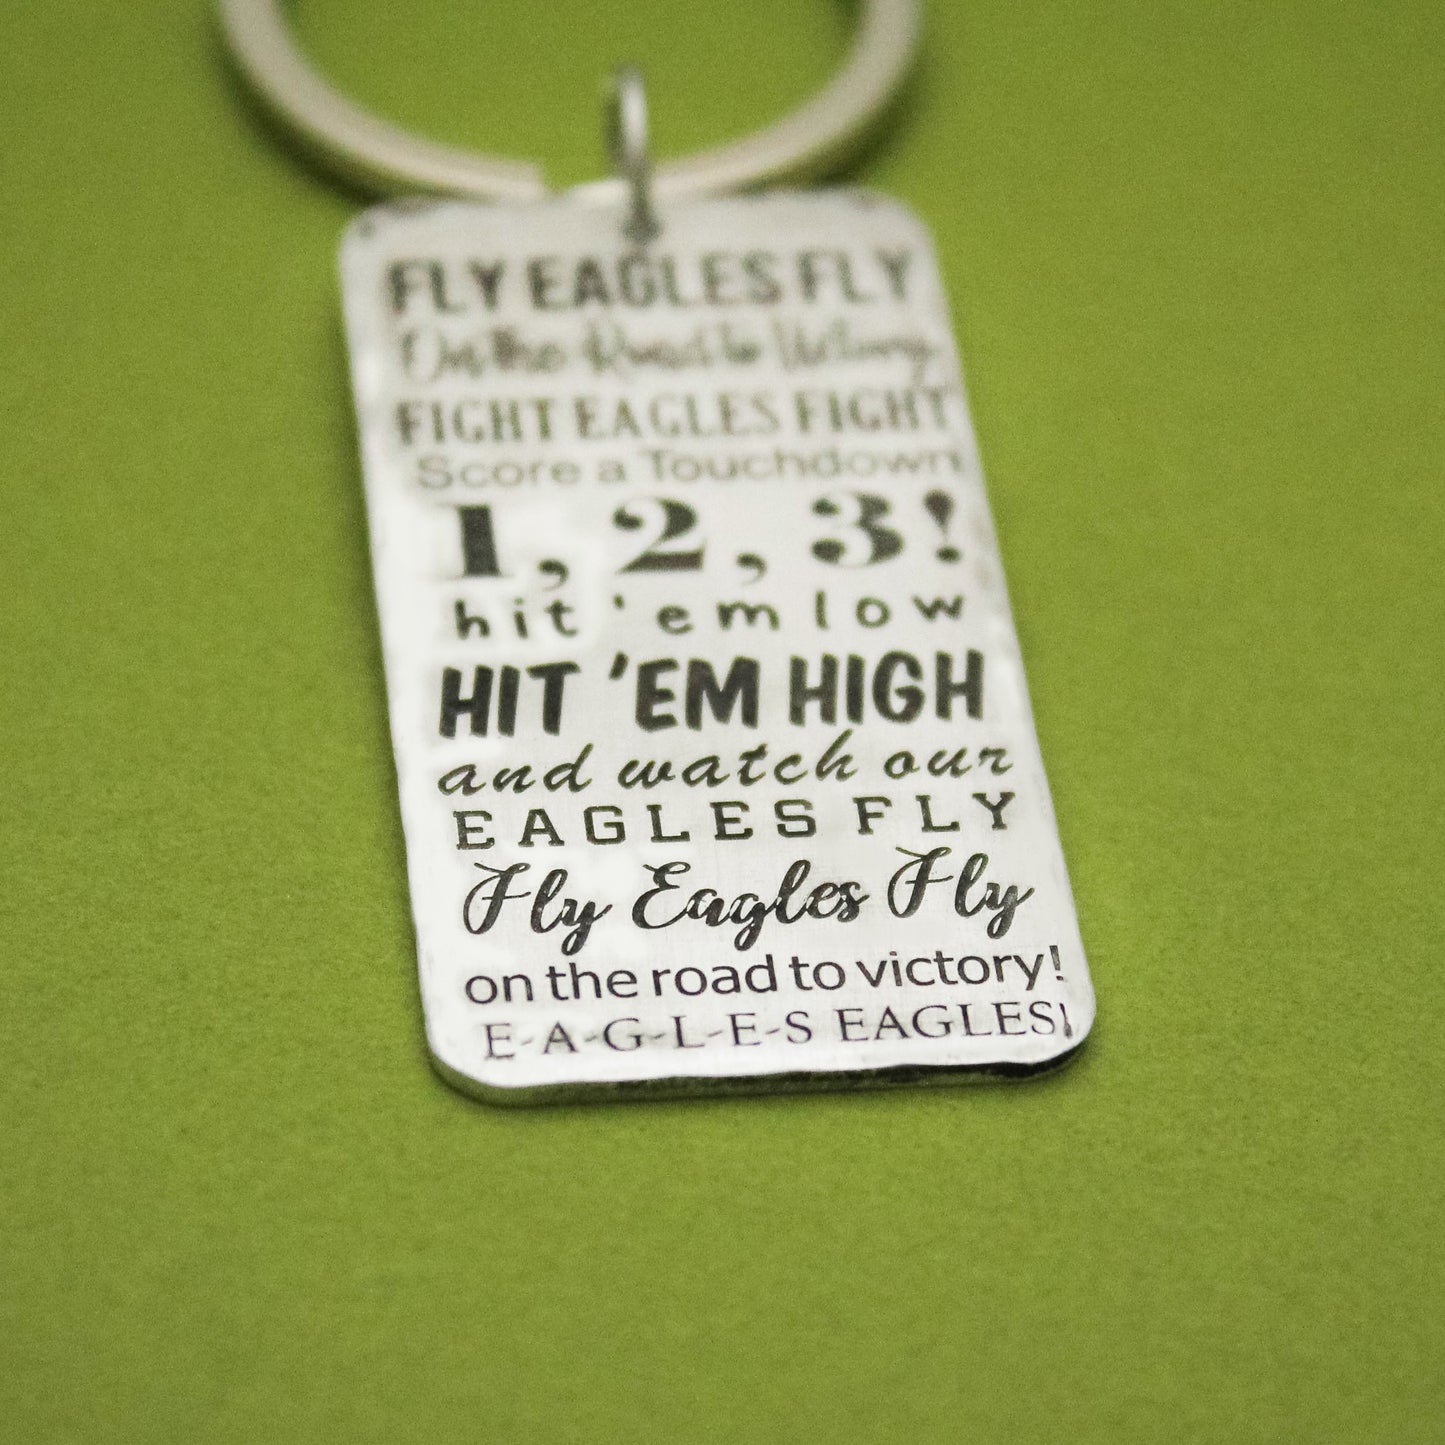 FLY EAGLES FLY
On the Road to Victory
FIGHT EAGLES FIGHT
Score a Touchdown
1, 2, 3!
hit 'em low
HIT 'EM HIGH
and watch our
EAGLES FLY
Fly Eagles Fly
on the road to victory!
E-A-G-L-E-S EAGLES!